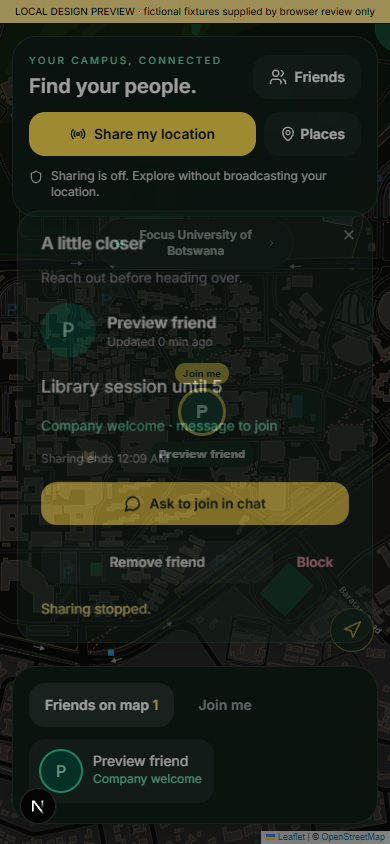 LOCAL DESIGN PREVIEW · fictional fixtures supplied by browser review only
YOUR CAMPUS, CONNECTED
Find your people.
Friends
Share my location
Places
Sharing is off. Explore without broadcasting your
location.
A little closer
Focus University of
Botswana
Reach out before heading over.
P
Preview friend
Updated 0 min ago
Join me
Library session until 5
P
Company welcome · message to join
Sharing ends 12:09 AM
Preview friend
Ask to join in chat
Remove friend
Block
Sharing stopped.
Friends on map 1
Join me
P
Preview friend
Company welcome
N
Leaflet | © OpenStreetMap